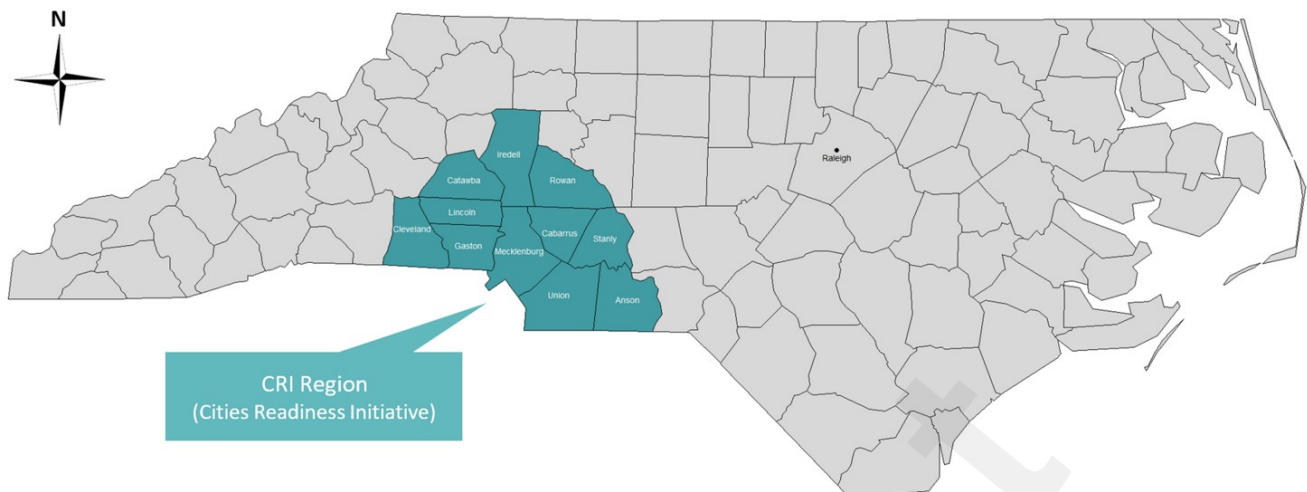 N
Iredell
Catawba
Rowan
Lincoln
Cleveland
Gaston
Mecklenburg
Cabarrus
Stanly
Union
Anson
Raleigh
CRI Region
(Cities Readiness Initiative)
t